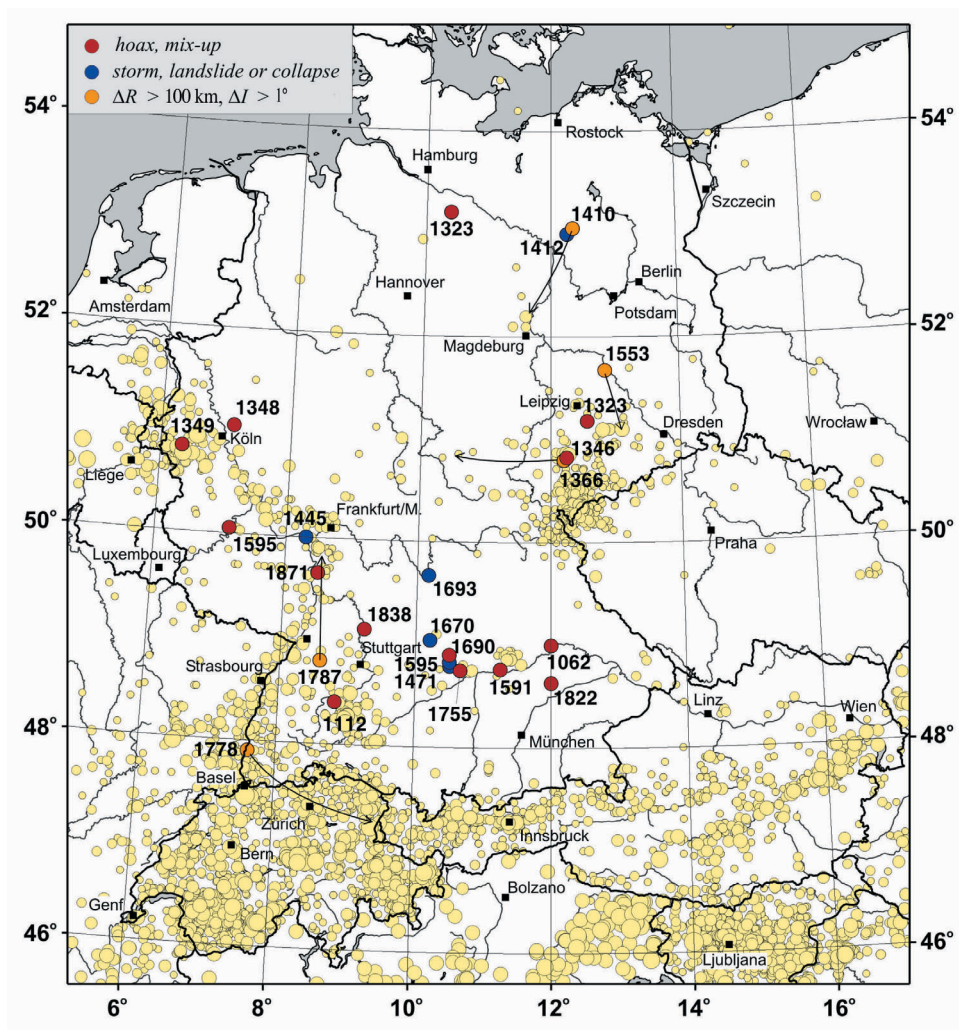 hoax, mix-up
storm, landslide or collapse
ΔR > 100 km, ΔI > 1°
54°
54°
Rostock
Hamburg
Szczecin
1323
1410
1412
Berlin
Hannover
Amsterdam
Potsdam
52°
52°
Magdeburg
1553
Leipzig
1323
1348
Wrocław
1349
Köln
Dresden
1346
Liege
1366
1445
Frankfurt/M.
50°
50°
Praha
1595
Luxembourg
1871
1693
1838
1670
1690
Stuttgart
1595
1062
Strasbourg
1787
1471
1591
1822
Linz
Wien
1755
1112
München
48°
48°
1778
Basel
Zürich
Innsbruck
Bern
Bolzano
Genf
46°
46°
Ljubljana
6°
8°
10°
12°
14°
16°